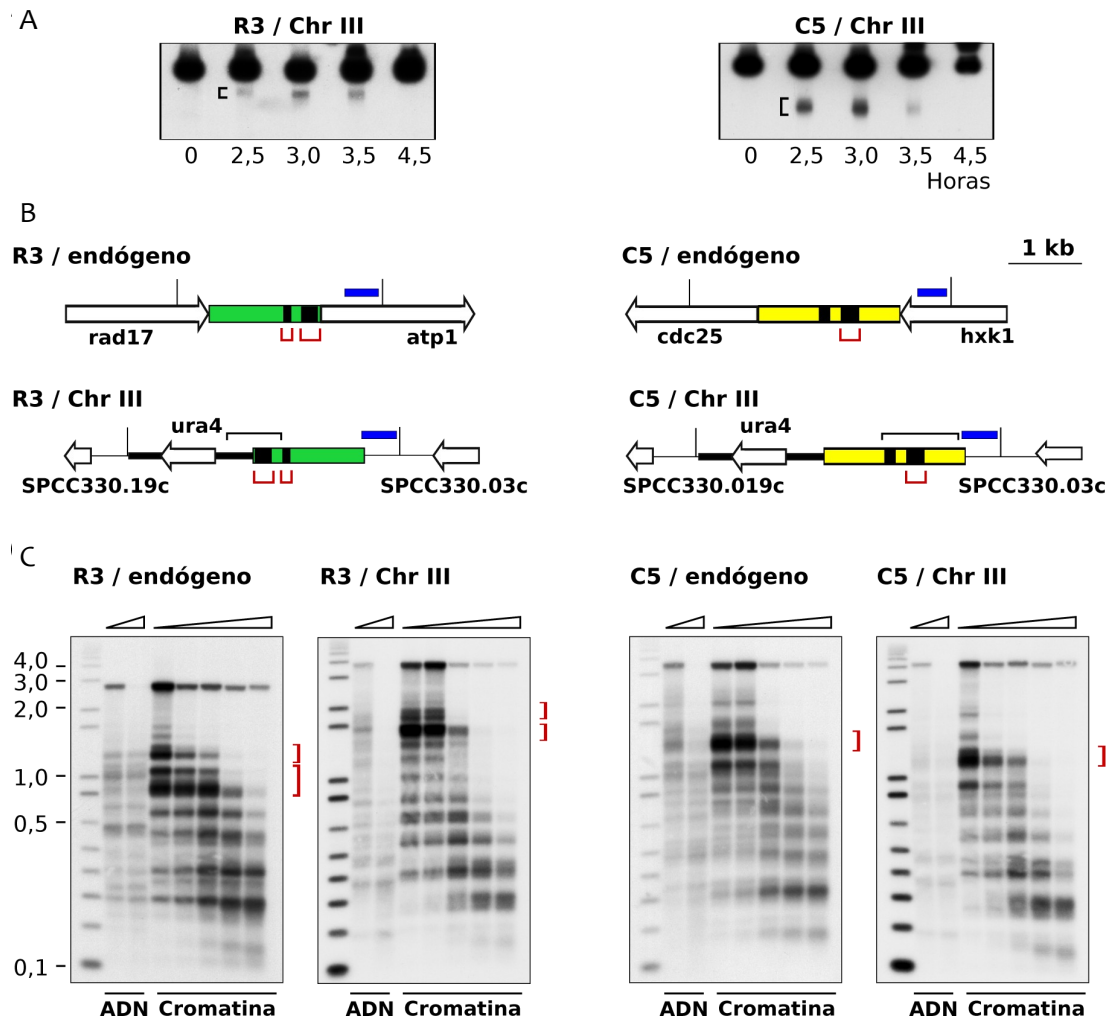 A
R3 / Chr III
C5 / Chr III
0 2,5 3,0 3,5 4,5
0 2,5 3,0 3,5 4,5
Horas
B
R3 / endógeno
C5 / endógeno
1 kb
rad17
atp1
cdc25
hxk1
R3 / Chr III
C5 / Chr III
ura4
ura4
SPCC330.19c
SPCC330.03c
SPCC330.019c
SPCC330.03c
C
R3 / endógeno
R3 / Chr III
C5 / endógeno
C5 / Chr III
4,0
3,0
2,0
1,0
0,5
0,1
ADN Cromatina
ADN Cromatina
ADN Cromatina
ADN Cromatina